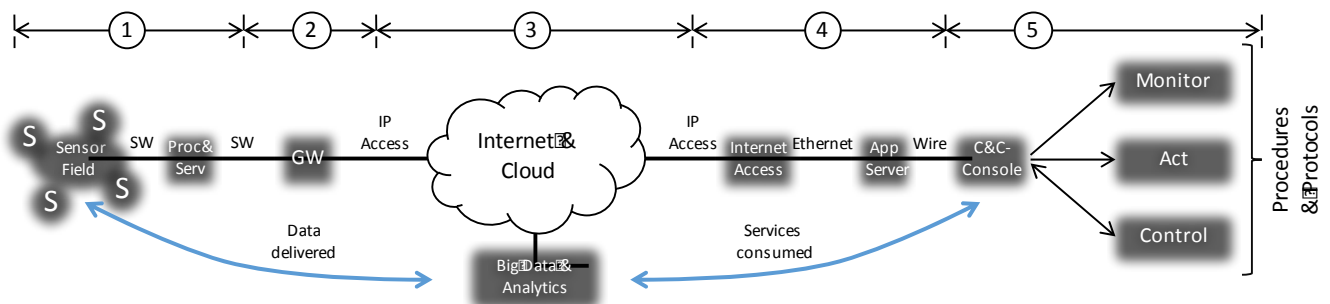 1
2
3
4
5
S
S
S
S
Sensor
Field
SW
Proc&
Serv
SW
GW
IP
Access
Internet &
Cloud
IP
Access
Internet
Access
Ethernet
App
Server
Wire
C&C-
Console
Monitor
Act
Control
Procedures
& Protocols
Data
delivered
Big Data &
Analytics
Services
consumed